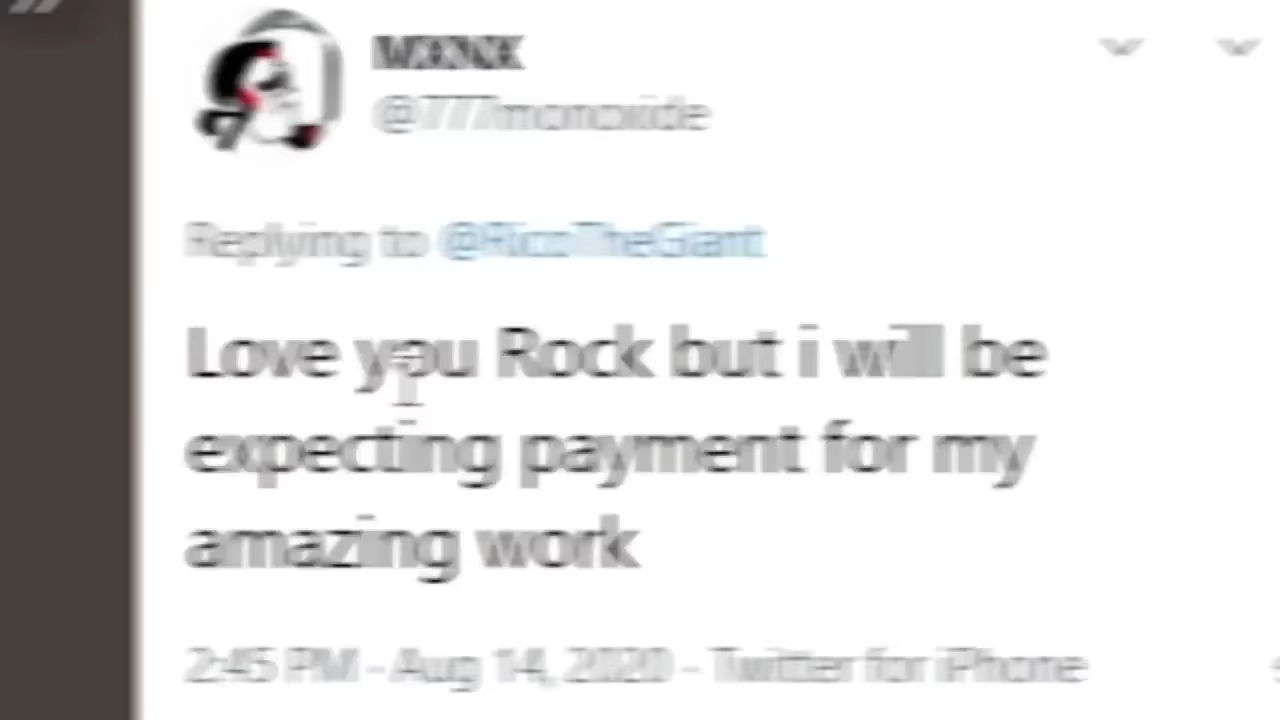 @777monoxide
Replying to @RicoTheGiant
Love you Rock but i will be
expecting payment for my
amazing work
2:45 PM - Aug 14, 2020 - Twitter for iPhone